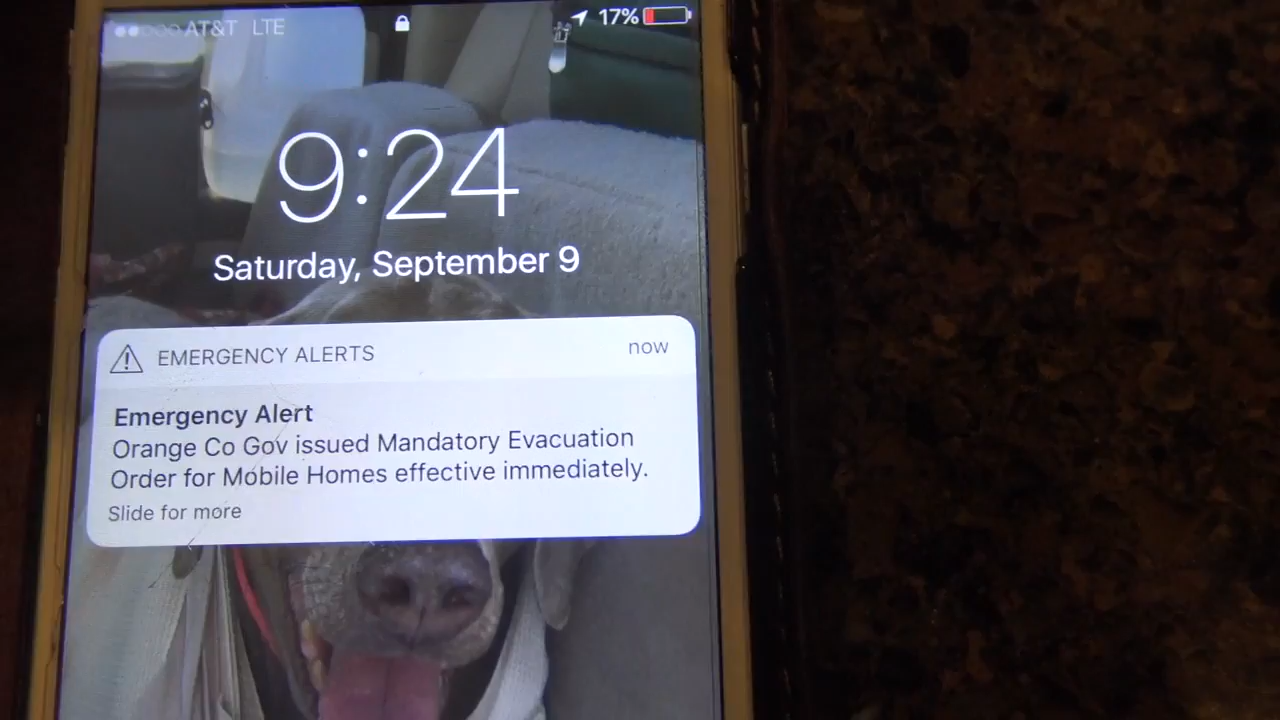 AT&T LTE 17%
9:24
Saturday, September 9
EMERGENCY ALERTS now
Emergency Alert
Orange Co Gov issued Mandatory Evacuation
Order for Mobile Homes effective immediately.
Slide for more